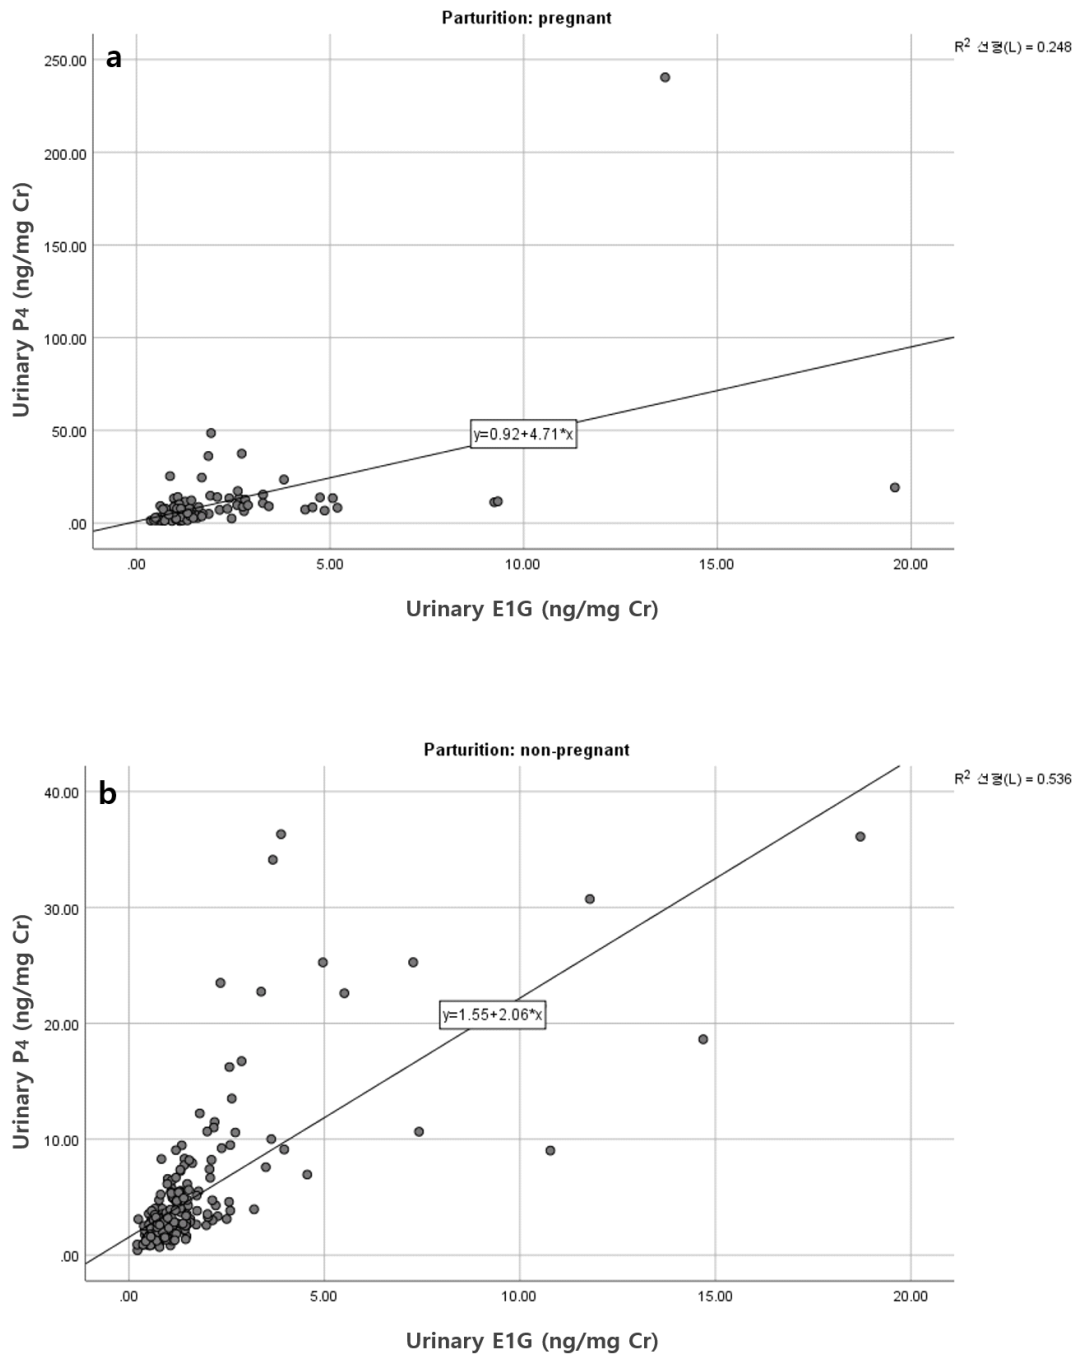 Parturition: pregnant
a
R² 선형(L) = 0.248
250.00
200.00
150.00
100.00
50.00
.00
Urinary P4 (ng/mg Cr)
y=0.92+4.71*x
.00 5.00 10.00 15.00 20.00
Urinary E1G (ng/mg Cr)
Parturition: non-pregnant
b
R² 선형(L) = 0.536
40.00
30.00
20.00
10.00
.00
Urinary P4 (ng/mg Cr)
y=1.55+2.06*x
.00 5.00 10.00 15.00 20.00
Urinary E1G (ng/mg Cr)